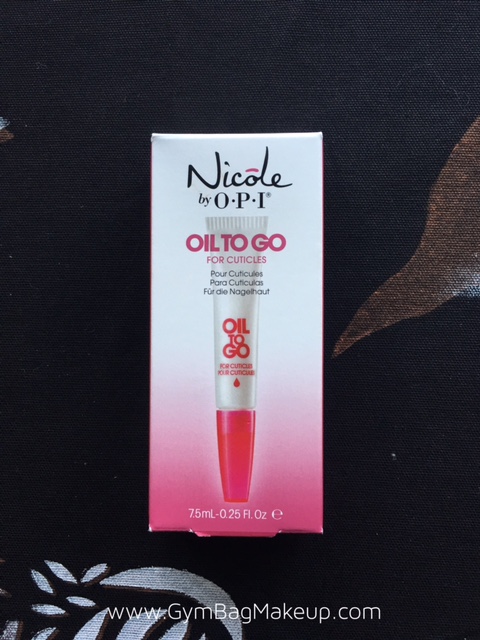 Nicole
by O·P·I®
OIL TO GO
FOR CUTICLES
Pour Cuticules
Para Cuticulas
Für die Nagelhaut
OIL
TO
GO
FOR CUTICLES
POUR CUTICULES
7.5mL-0.25 Fl. Oz ℮
www.GymBagMakeup.com